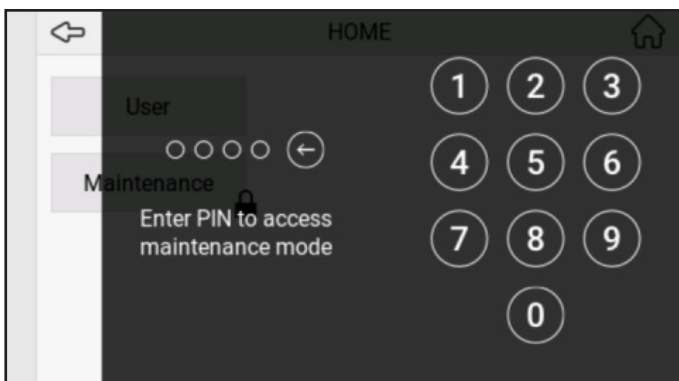 HOME
User
Maintenance
Enter PIN to access
maintenance mode
1 2 3
4 5 6
7 8 9
0